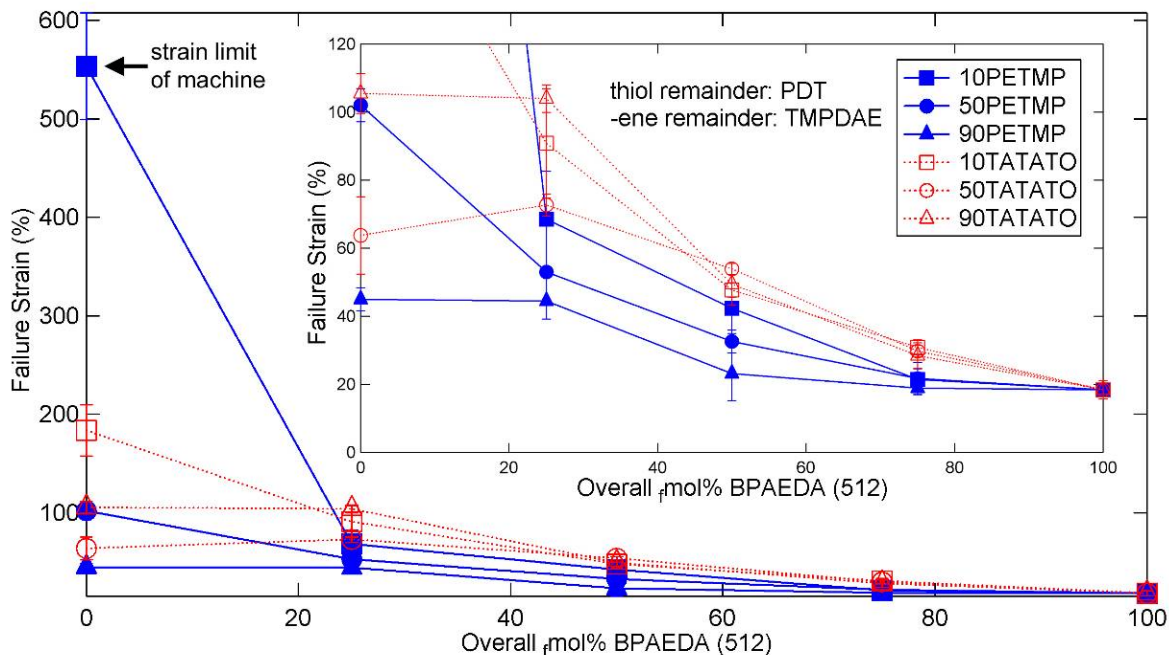 600
500
400
300
200
100
Failure Strain (%)
0
20
40
60
80
100
Overall fmol% BPAEDA (512)
strain limit
of machine
120
100
80
60
40
20
0
Failure Strain (%)
0
20
40
60
80
100
Overall fmol% BPAEDA (512)
thiol remainder: PDT
-ene remainder: TMPDAE
10PETMP
50PETMP
90PETMP
10TATATO
50TATATO
90TATATO